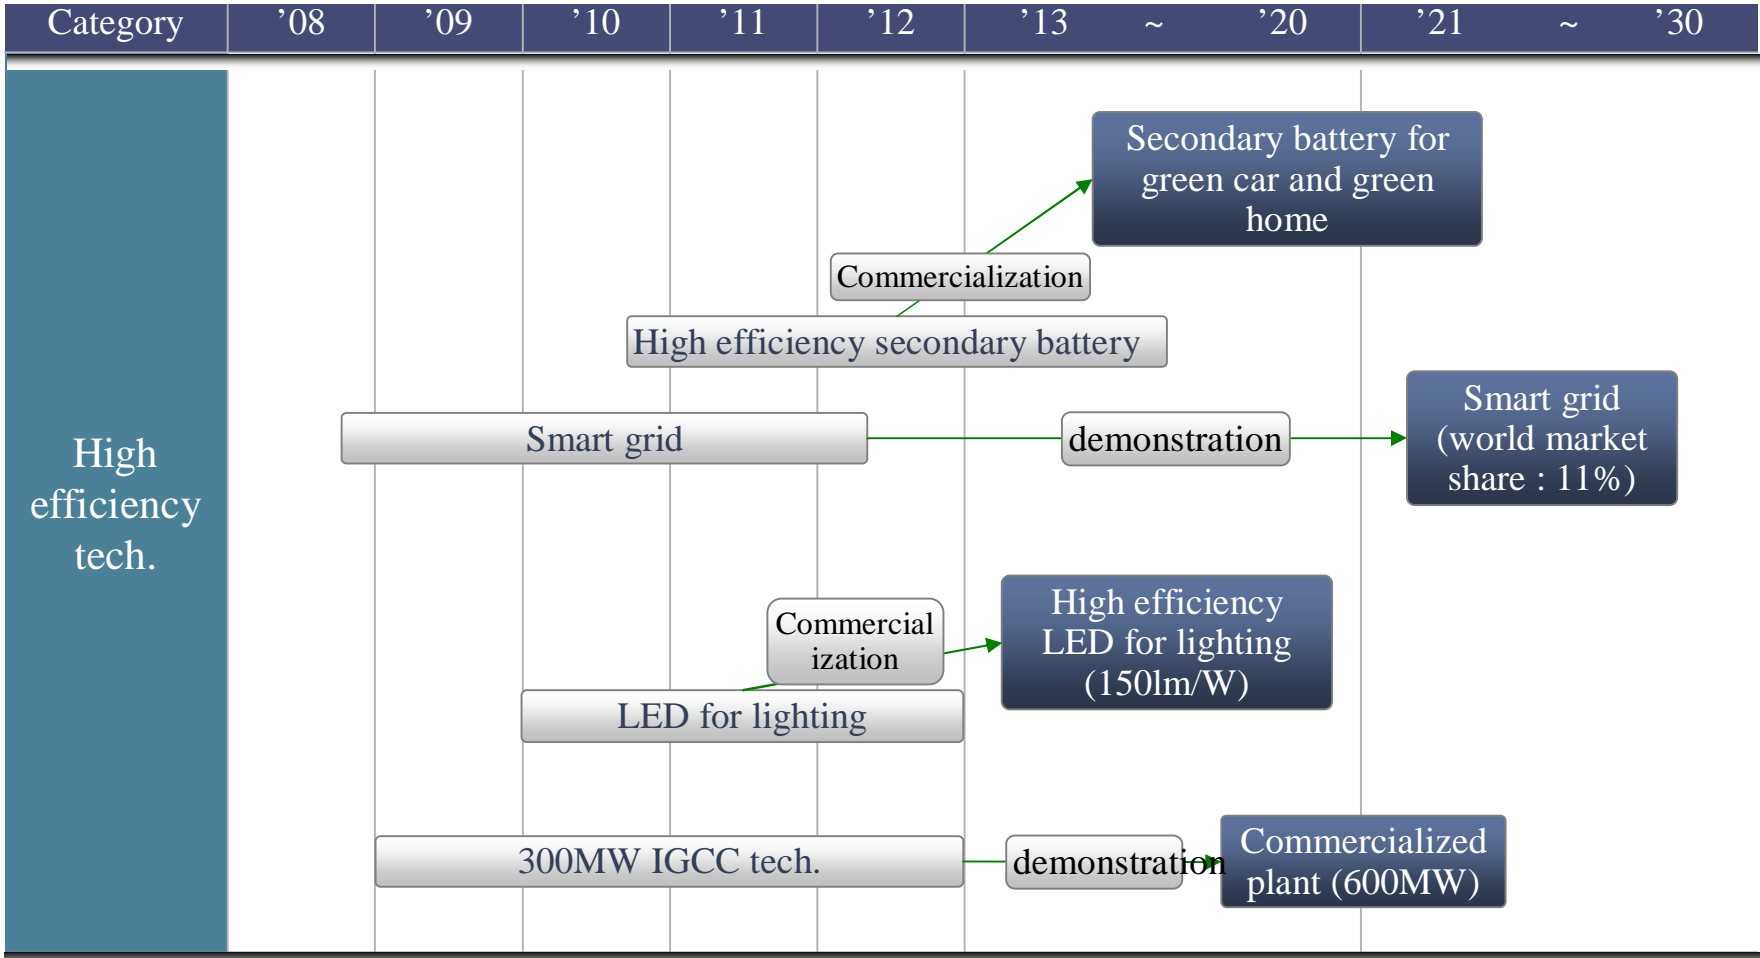 Category ’08 ’09 ’10 ’11 ’12 ’13 ~ ’20 ’21 ~ ’30
High
efficiency
tech.
Secondary battery for
green car and green
home
Commercialization
High efficiency secondary battery
Smart grid
demonstration
Smart grid
(world market
share : 11%)
Commercial
ization
High efficiency
LED for lighting
(150lm/W)
LED for lighting
300MW IGCC tech.
demonstration
Commercialized
plant (600MW)